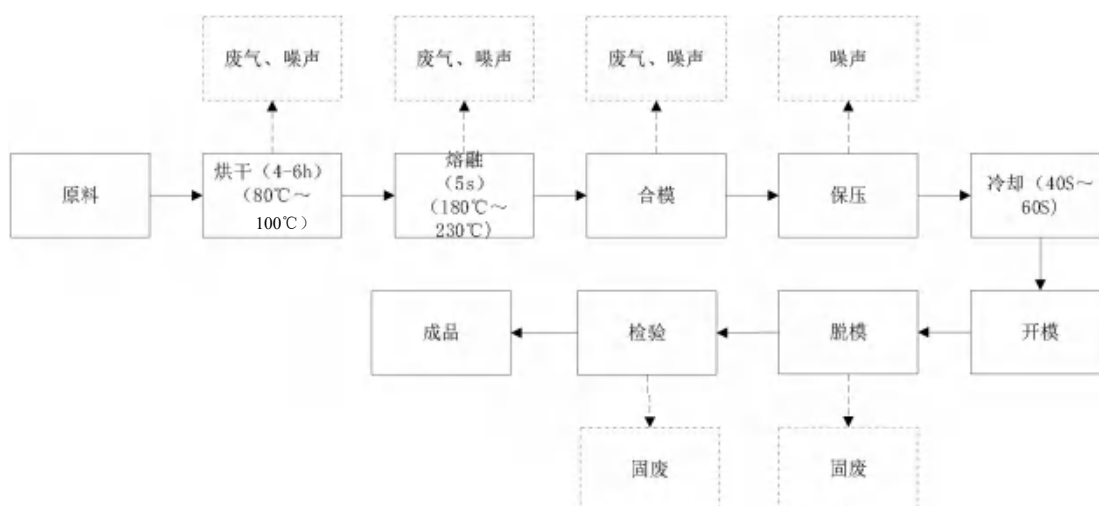 废气、噪声
废气、噪声
废气、噪声
噪声
原料
烘干（4-6h）
（80℃～
100℃）
熔融
（5s）
（180℃～
230℃）
合模
保压
冷却（40S～
60S）
成品
检验
脱模
开模
固废
固废